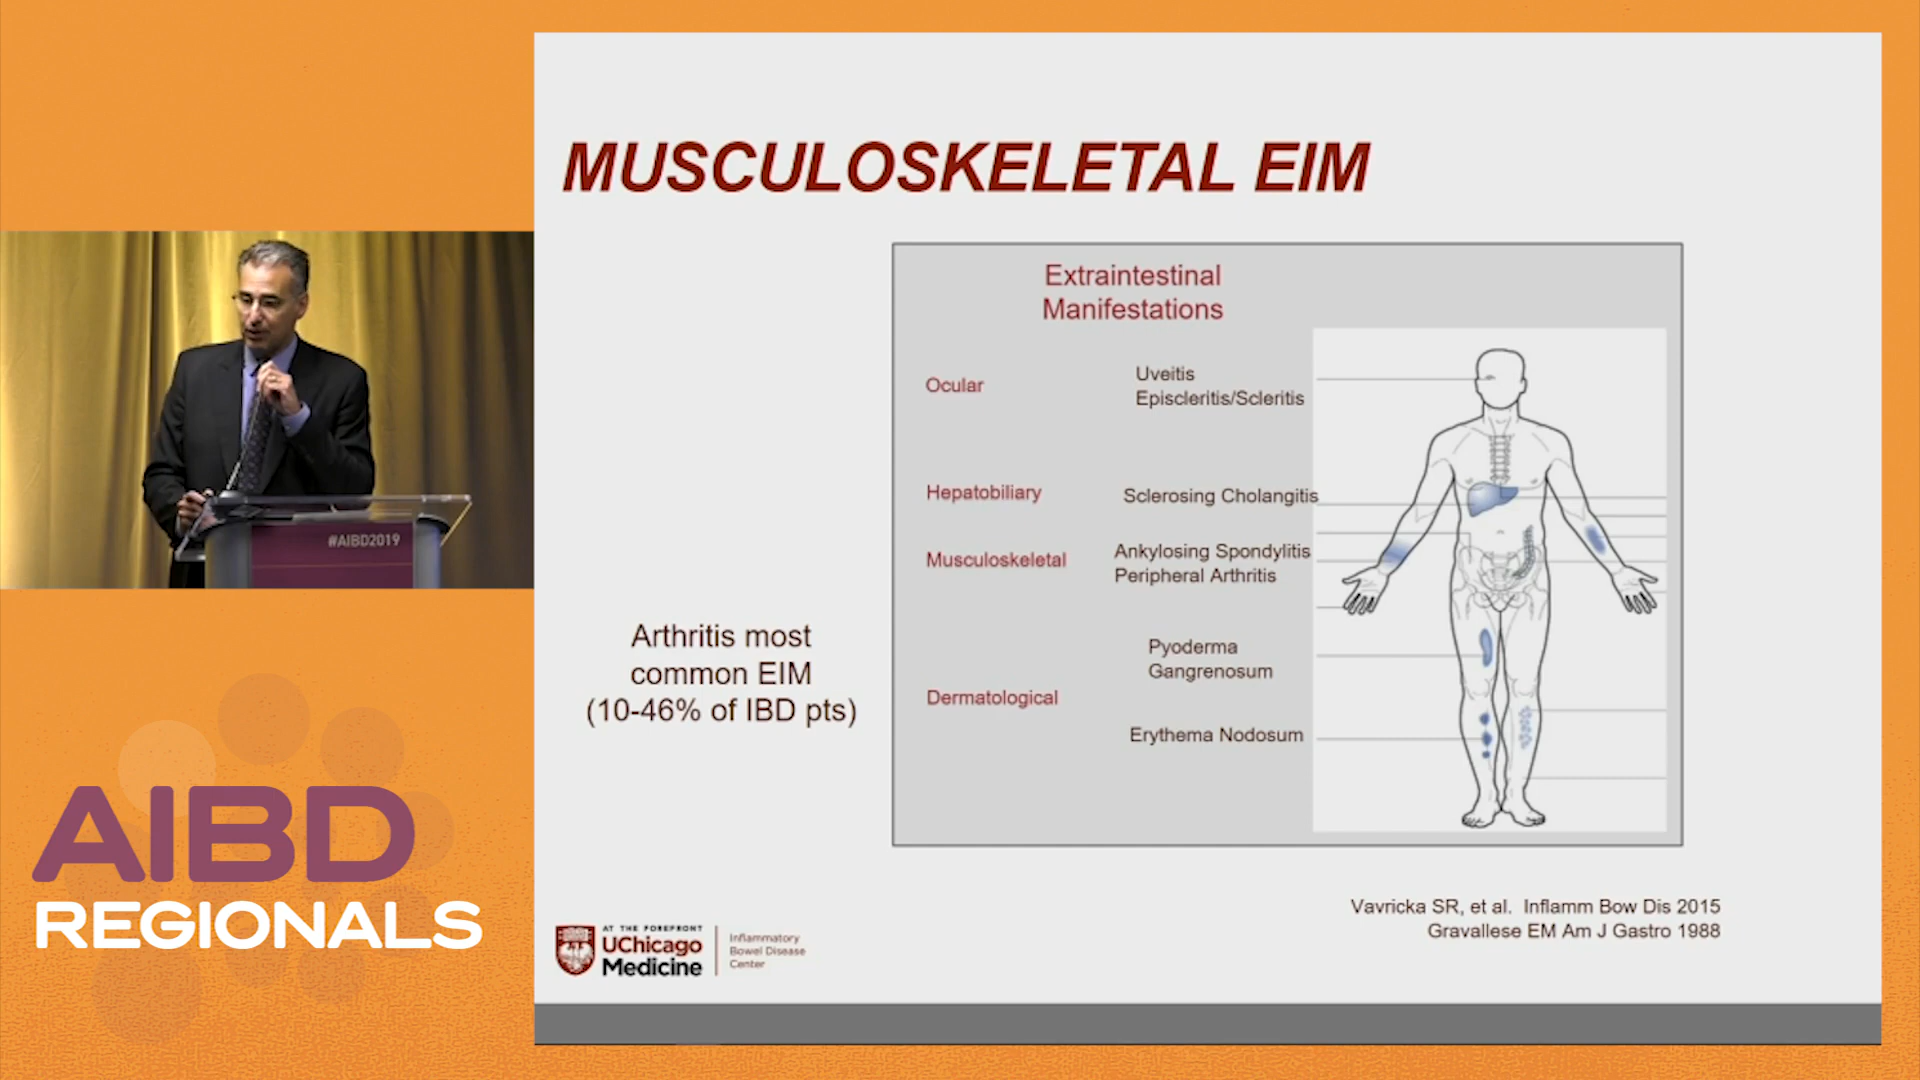 MUSCULOSKELETAL EIM
Extraintestinal
Manifestations
Ocular
Uveitis
Episcleritis/Scleritis
Hepatobiliary
Sclerosing Cholangitis
Musculoskeletal
Ankylosing Spondylitis
Peripheral Arthritis
Dermatological
Pyoderma
Gangrenosum
Erythema Nodosum
Arthritis most
common EIM
(10-46% of IBD pts)
Vavricka SR, et al. Inflamm Bow Dis 2015
Gravallese EM Am J Gastro 1988
AT THE FOREFRONT
UChicago
Medicine
Inflammatory
Bowel Disease
Center
#AIBD2019
AIBD
REGIONALS